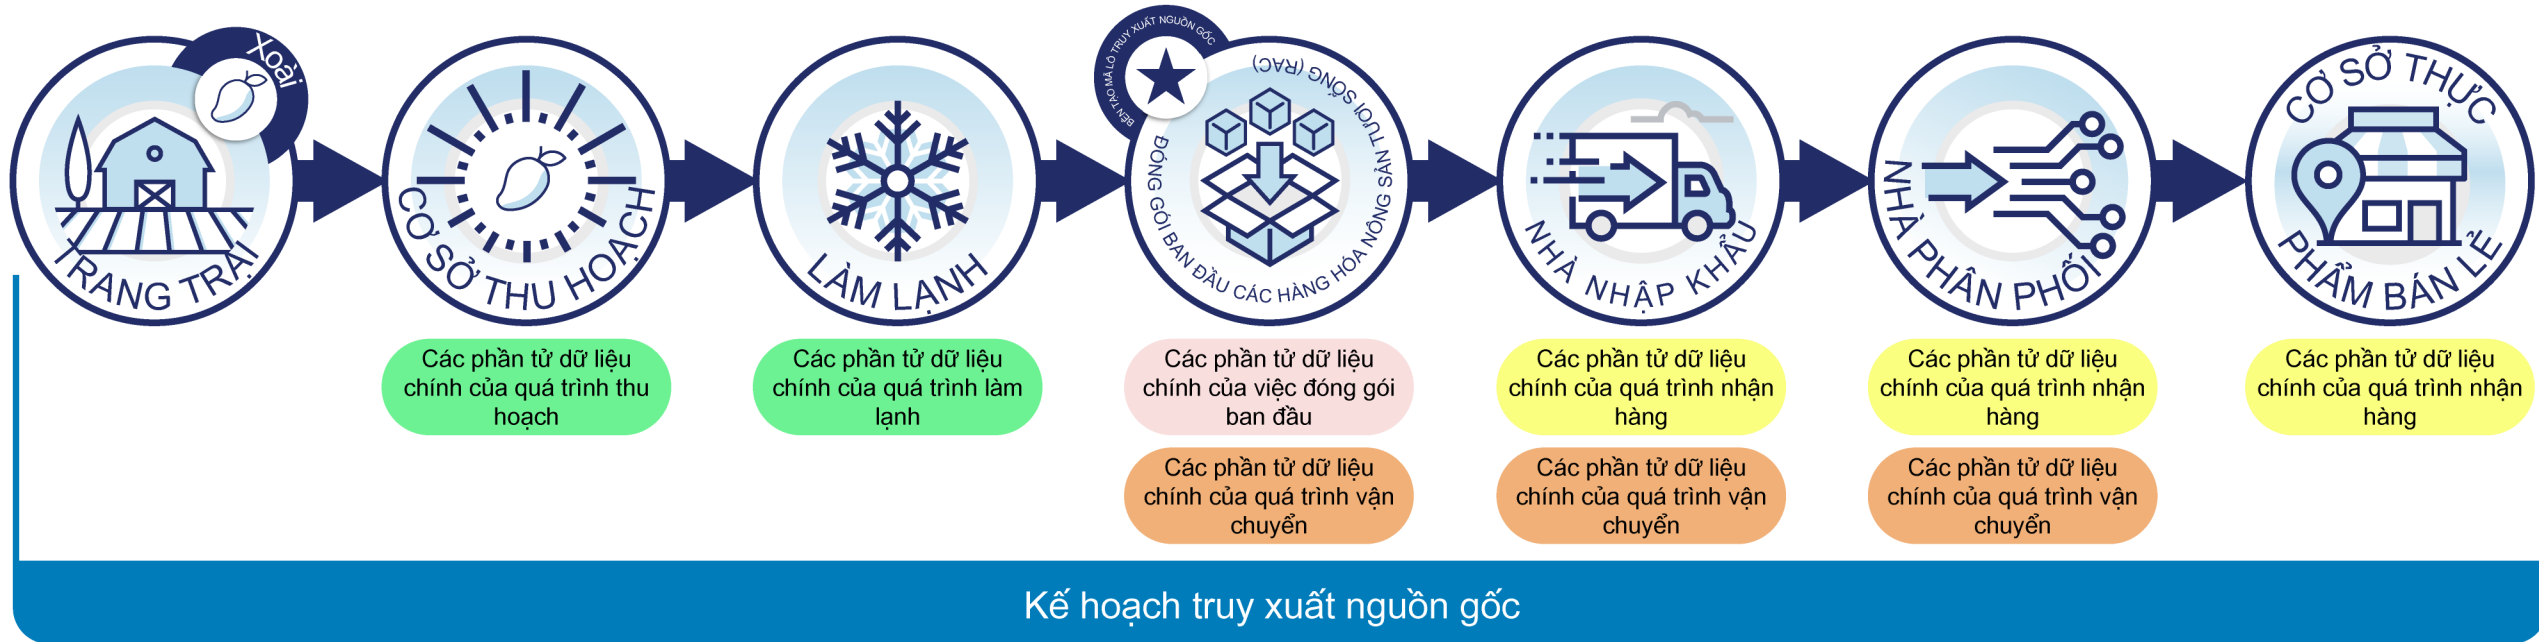 TRANG TRẠI
Xoài
CƠ SỞ THU HOẠCH
LÀM LẠNH
BÊN TẠO MÃ LÔ TRUY XUẤT NGUỒN GỐC
ĐÓNG GÓI BAN ĐẦU CÁC HÀNG HÓA NÔNG SẢN TƯƠI SỐNG (RAC)
NHÀ NHẬP KHẨU
NHÀ PHÂN PHỐI
CƠ SỞ THỰC
PHẨM BÁN LẺ
Các phần tử dữ liệu
chính của quá trình thu
hoạch
Các phần tử dữ liệu
chính của quá trình làm
lạnh
Các phần tử dữ liệu
chính của việc đóng gói
ban đầu
Các phần tử dữ liệu
chính của quá trình vận
chuyển
Các phần tử dữ liệu
chính của quá trình nhận
hàng
Các phần tử dữ liệu
chính của quá trình vận
chuyển
Các phần tử dữ liệu
chính của quá trình nhận
hàng
Các phần tử dữ liệu
chính của quá trình vận
chuyển
Các phần tử dữ liệu
chính của quá trình nhận
hàng
Kế hoạch truy xuất nguồn gốc